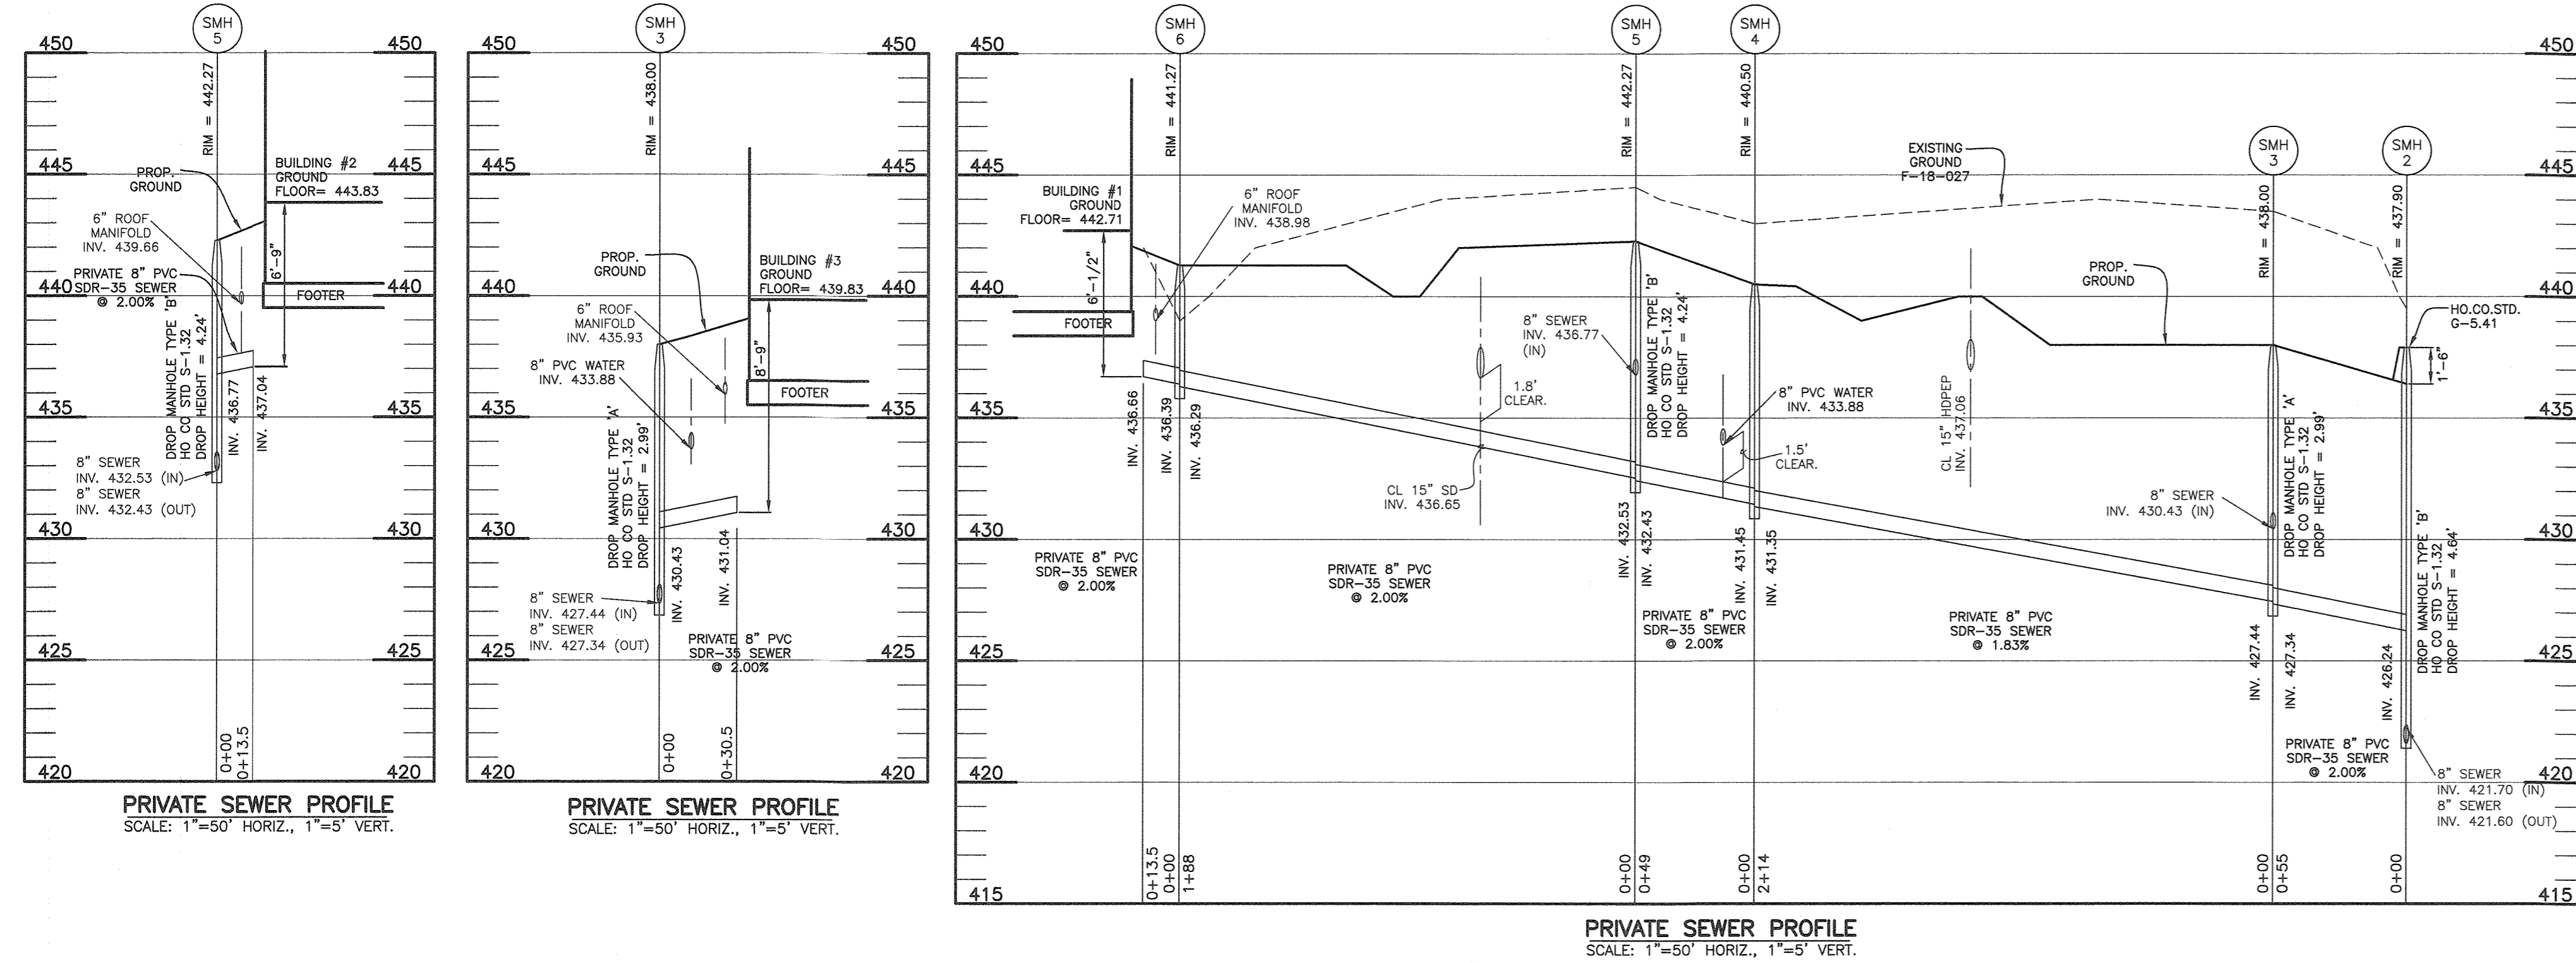 SMH
5
450
450
RIM = 442.27
445
445
PROP.
GROUND
BUILDING #2
GROUND
FLOOR= 443.83
6" ROOF
MANIFOLD
INV. 439.66
6'-9"
PRIVATE 8" PVC
SDR-35 SEWER
@ 2.00%
440
440
FOOTER
DROP MANHOLE TYPE 'B'
HO CO STD S-1.32
DROP HEIGHT = 4.24'
INV. 436.77
INV. 437.04
435
435
8" SEWER
INV. 432.53 (IN)
8" SEWER
INV. 432.43 (OUT)
430
430
425
425
0+00
0+13.5
420
420
PRIVATE SEWER PROFILE
SCALE: 1"=50' HORIZ., 1"=5' VERT.
SMH
3
450
450
RIM = 438.00
445
445
PROP.
GROUND
BUILDING #3
GROUND
FLOOR= 439.83
440
440
6" ROOF
MANIFOLD
INV. 435.93
8" PVC WATER
INV. 433.88
8'-9"
FOOTER
435
435
DROP MANHOLE TYPE 'A'
HO CO STD S-1.32
DROP HEIGHT = 2.99'
430
430
INV. 430.43
INV. 431.04
8" SEWER
INV. 427.44 (IN)
8" SEWER
INV. 427.34 (OUT)
PRIVATE 8" PVC
SDR-35 SEWER
@ 2.00%
425
425
0+00
0+30.5
420
420
PRIVATE SEWER PROFILE
SCALE: 1"=50' HORIZ., 1"=5' VERT.
SMH
6
SMH
5
SMH
4
SMH
3
SMH
2
450
450
RIM = 441.27
RIM = 442.27
RIM = 440.50
RIM = 438.00
RIM = 437.90
EXISTING
GROUND
F-18-027
445
445
BUILDING #1
GROUND
FLOOR= 442.71
6" ROOF
MANIFOLD
INV. 438.98
6'-1/2"
PROP.
GROUND
440
440
FOOTER
8" SEWER
INV. 436.77
(IN)
DROP MANHOLE TYPE 'B'
HO CO STD S-1.32
DROP HEIGHT = 4.24'
HO.CO.STD.
G-5.41
1'-6"
1.8'
CLEAR.
8" PVC WATER
INV. 433.88
CL 15" HDPEP
INV. 437.06
435
435
INV. 436.66
INV. 436.39
INV. 436.29
1.5'
CLEAR.
CL 15" SD
INV. 436.65
8" SEWER
INV. 430.43 (IN)
DROP MANHOLE TYPE 'A'
HO CO STD S-1.32
DROP HEIGHT = 2.99'
430
430
INV. 432.53
INV. 432.43
INV. 431.45
INV. 431.35
PRIVATE 8" PVC
SDR-35 SEWER
@ 2.00%
PRIVATE 8" PVC
SDR-35 SEWER
@ 2.00%
PRIVATE 8" PVC
SDR-35 SEWER
@ 2.00%
PRIVATE 8" PVC
SDR-35 SEWER
@ 1.83%
DROP MANHOLE TYPE 'B'
HO CO STD S-1.32
DROP HEIGHT = 4.64'
425
425
INV. 427.44
INV. 427.34
INV. 426.24
PRIVATE 8" PVC
SDR-35 SEWER
@ 2.00%
420
420
8" SEWER
INV. 421.70 (IN)
8" SEWER
INV. 421.60 (OUT)
0+13.5
0+00
1+88
0+00
0+49
0+00
2+14
0+00
0+55
0+00
415
415
PRIVATE SEWER PROFILE
SCALE: 1"=50' HORIZ., 1"=5' VERT.